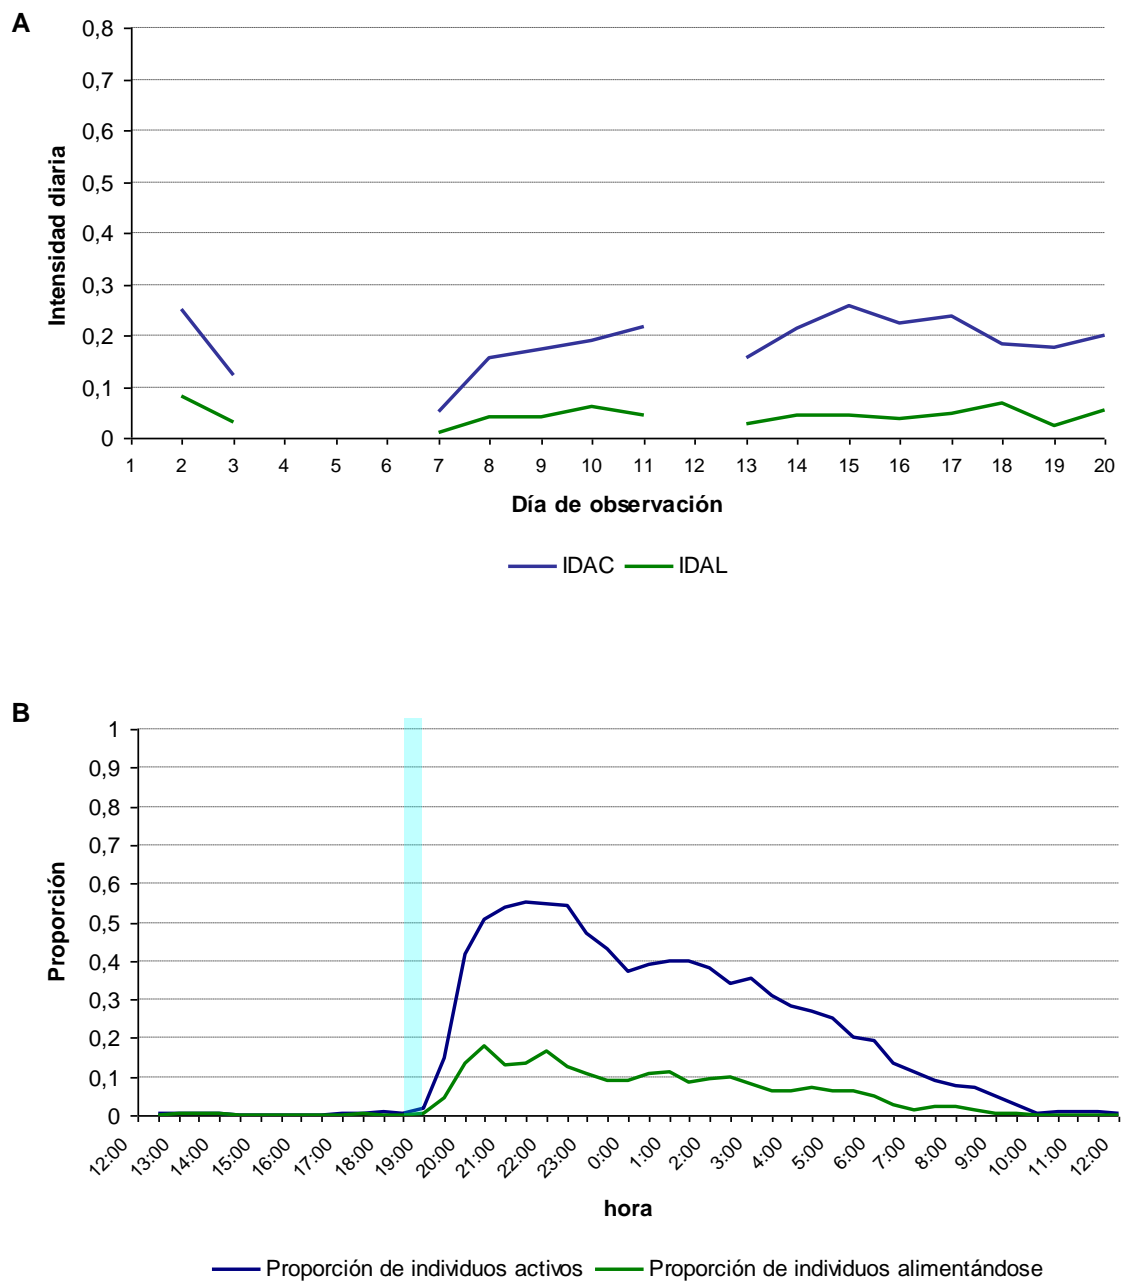 A
0,8
0,7
0,6
0,5
0,4
0,3
0,2
0,1
0
Intensidad diaria
1 2 3 4 5 6 7 8 9 10 11 12 13 14 15 16 17 18 19 20
Día de observación
IDAC IDAL
B
1
0,9
0,8
0,7
0,6
0,5
0,4
0,3
0,2
0,1
0
Proporción
12:00 13:00 14:00 15:00 16:00 17:00 18:00 19:00 20:00 21:00 22:00 23:00 0:00 1:00 2:00 3:00 4:00 5:00 6:00 7:00 8:00 9:00 10:00 11:00 12:00
hora
Proporción de individuos activos Proporción de individuos alimentándose